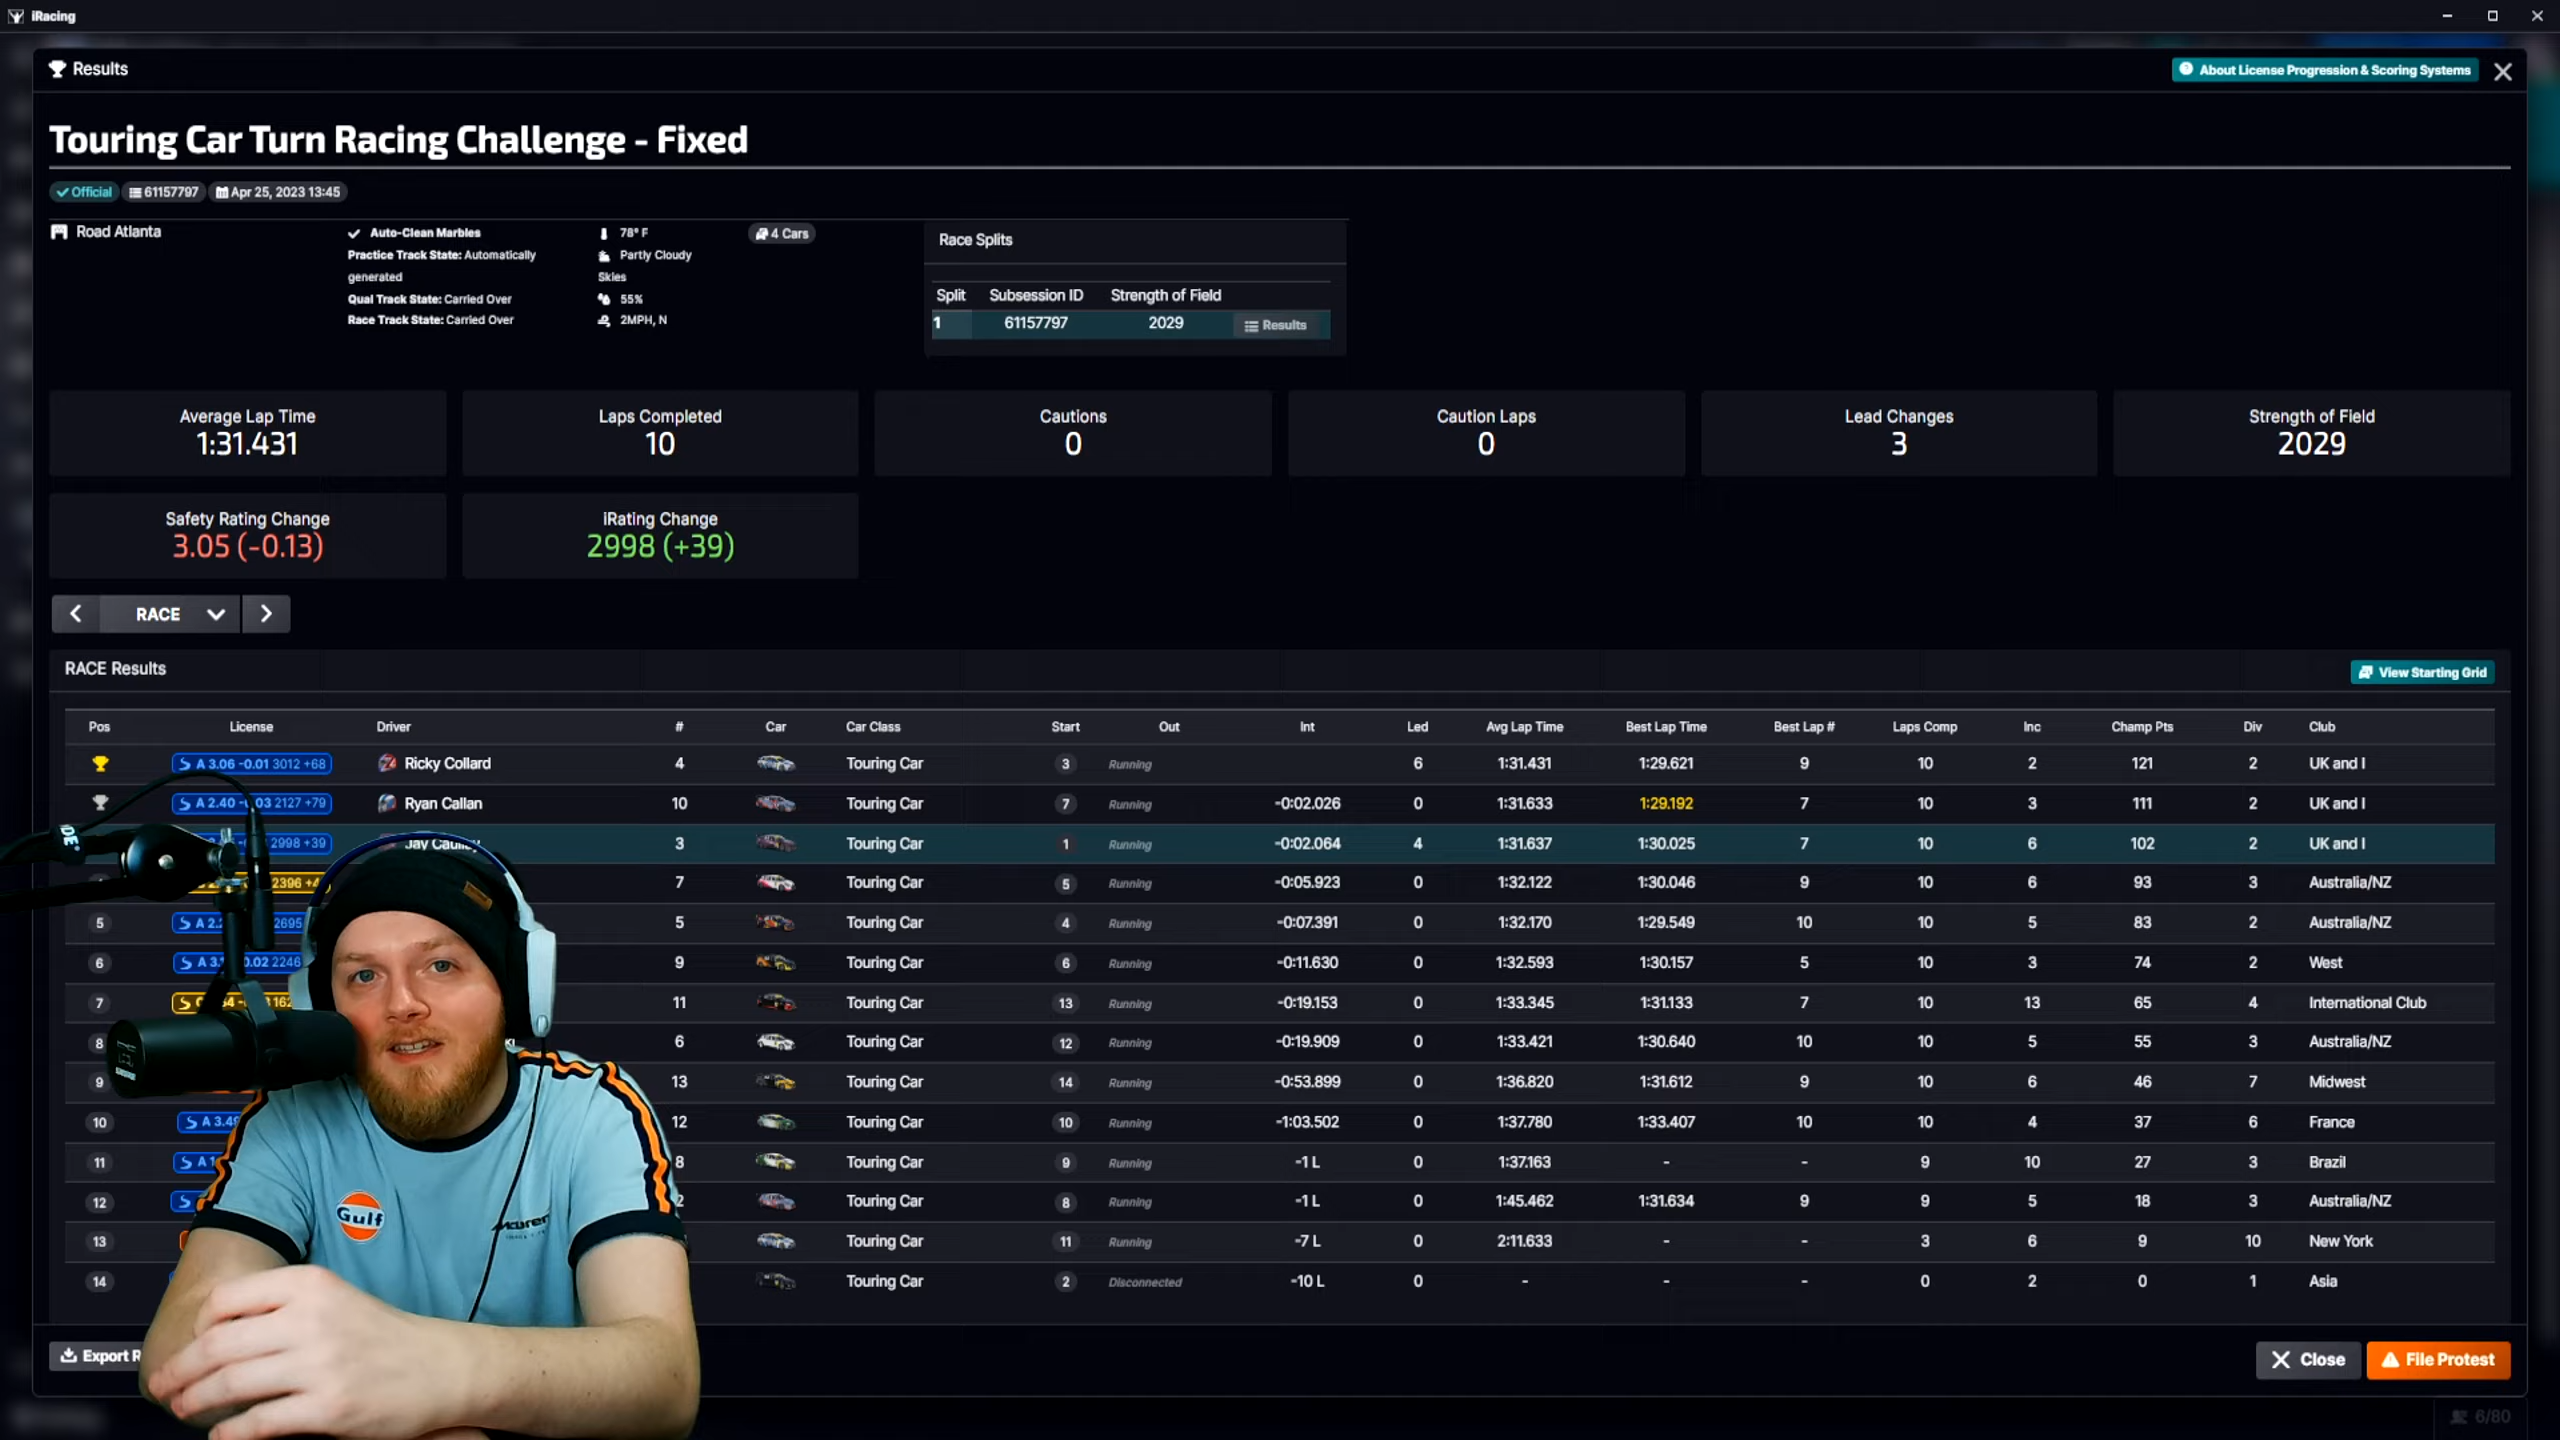 iRacing
Results
About License Progression & Scoring Systems
Touring Car Turn Racing Challenge - Fixed
Official 61157797 Apr 25, 2023 13:45
Road Atlanta
Auto-Clean Marbles
Practice Track State: Automatically
generated
Qual Track State: Carried Over
Race Track State: Carried Over
78° F
Partly Cloudy
Skies
55%
2MPH, N
4 Cars
Race Splits
Split Subsession ID Strength of Field
1 61157797 2029 Results
Average Lap Time
1:31.431
Laps Completed
10
Cautions
0
Caution Laps
0
Lead Changes
3
Strength of Field
2029
Safety Rating Change
3.05 (-0.13)
iRating Change
2998 (+39)
RACE
RACE Results
View Starting Grid
Pos License Driver # Car Car Class Start Out Int Led Avg Lap Time Best Lap Time Best Lap # Laps Comp Inc Champ Pts Div Club
A 3.06 -0.01 3012 +68 Ricky Collard 4 Touring Car 3 Running 6 1:31.431 1:29.621 9 10 2 121 2 UK and I
A 2.40 03 2127 +79 Ryan Callan 10 Touring Car 7 Running -0:02.026 0 1:31.633 1:29.192 7 10 3 111 2 UK and I
2998 +39 Jay 3 Touring Car 1 Running -0:02.064 4 1:31.637 1:30.025 7 10 6 102 2 UK and I
2396 7 Touring Car 5 Running -0:05.923 0 1:32.122 1:30.046 9 10 6 93 3 Australia/NZ
5 A 2. 2695 5 Touring Car 4 Running -0:07.391 0 1:32.170 1:29.549 10 10 5 83 2 Australia/NZ
6 A 3. 0.02 2246 9 Touring Car 6 Running -0:11.630 0 1:32.593 1:30.157 5 10 3 74 2 West
7 11 Touring Car 13 Running -0:19.153 0 1:33.345 1:31.133 7 10 13 65 4 International Club
8 6 Touring Car 12 Running -0:19.909 0 1:33.421 1:30.640 10 10 5 55 3 Australia/NZ
9 13 Touring Car 14 Running -0:53.899 0 1:36.820 1:31.612 9 10 6 46 7 Midwest
10 A 3.4 12 Touring Car 10 Running -1:03.502 0 1:37.780 1:33.407 10 10 4 37 6 France
11 A 1 8 Touring Car 9 Running -1 L 0 1:37.163 - - 9 10 27 3 Brazil
12 2 Touring Car 8 Running -1 L 0 1:45.462 1:31.634 9 9 5 18 3 Australia/NZ
13 Touring Car 11 Running -7 L 0 2:11.633 - - 3 6 9 10 New York
14 Touring Car 2 Disconnected -10 L 0 - - - 0 2 0 1 Asia
Gulf
McLaren
Export R
Close
File Protest
6/80